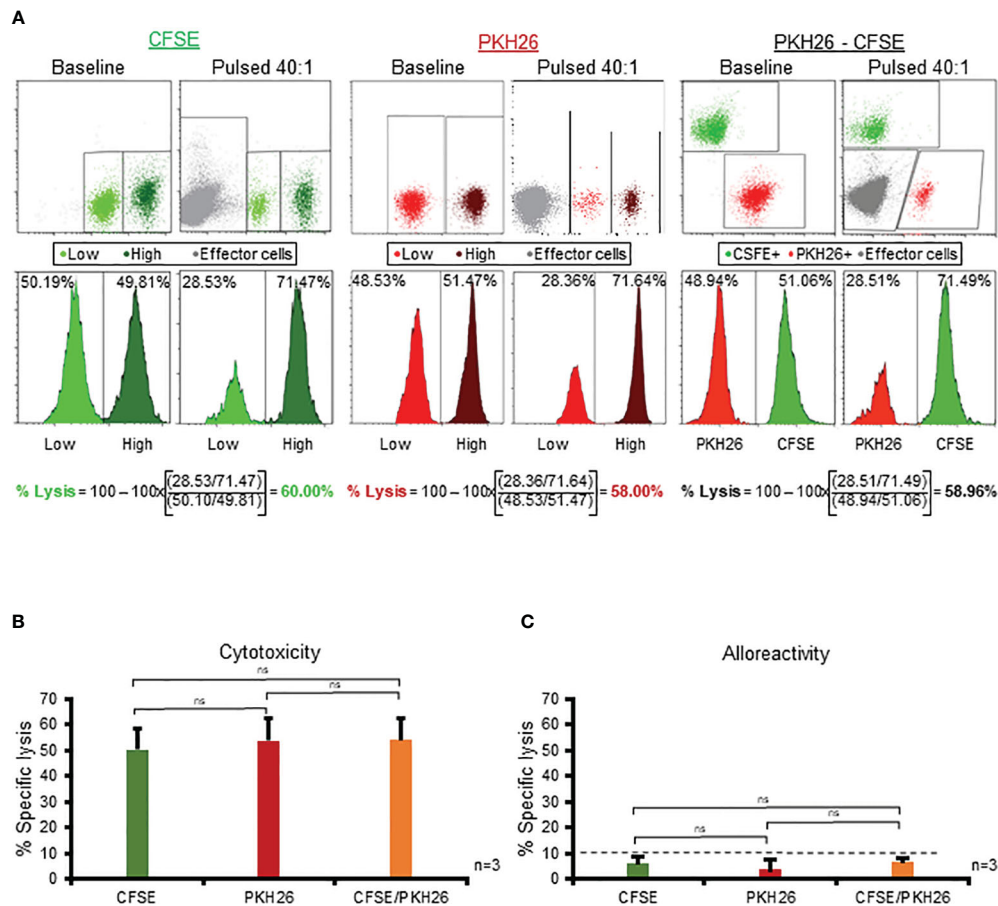 A
CFSE PKH26 PKH26 - CFSE
Baseline Pulsed 40:1 Baseline Pulsed 40:1 Baseline Pulsed 40:1
Low High Effector cells Low High Effector cells CSFE+ PKH26+ Effector cells
50.19% 49.81% 28.53% 71.47% 48.53% 51.47% 28.36% 71.64% 48.94% 51.06% 28.51% 71.49%
Low High Low High Low High Low High PKH26 CFSE PKH26 CFSE
% Lysis = 100 – 100x[(28.53/71.47)/(50.10/49.81)] = 60.00% % Lysis = 100 – 100x[(28.36/71.64)/(48.53/51.47)] = 58.00% % Lysis = 100 – 100x[(28.51/71.49)/(48.94/51.06)] = 58.96%
B
Cytotoxicity
ns
ns
ns
% Specific lysis
70
60
50
40
30
20
10
0
n=3
CFSE PKH26 CFSE/PKH26
C
Alloreactivity
ns
ns
ns
% Specific lysis
70
60
50
40
30
20
10
0
n=3
CFSE PKH26 CFSE/PKH26